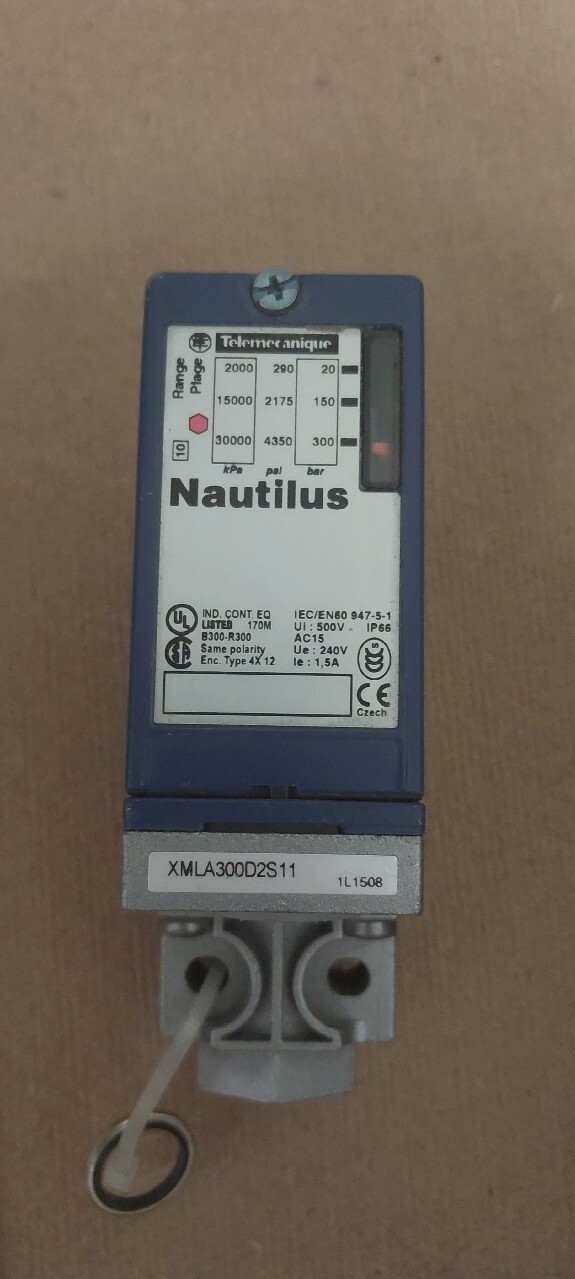 Telemecanique
Range
Plage
10
2000 290 20
15000 2175 150
30000 4350 300
kPa psi bar
Nautilus
UL
IND. CONT. EQ
LISTED 170M
B300-R300
Same polarity
Enc. Type 4X 12
IEC/EN60 947-5-1
Ui : 500V IP66
AC15
Ue : 240V
Ie : 1,5A
CE
Czech
XMLA300D2S11
1L1508